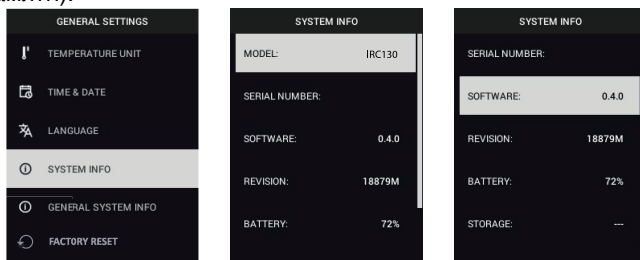 GENERAL SETTINGS
TEMPERATURE UNIT
TIME & DATE
LANGUAGE
SYSTEM INFO
GENERAL SYSTEM INFO
FACTORY RESET
SYSTEM INFO
MODEL: IRC130
SERIAL NUMBER:
SOFTWARE: 0.4.0
REVISION: 18879M
BATTERY: 72%
SYSTEM INFO
SERIAL NUMBER:
SOFTWARE: 0.4.0
REVISION: 18879M
BATTERY: 72%
STORAGE: ---